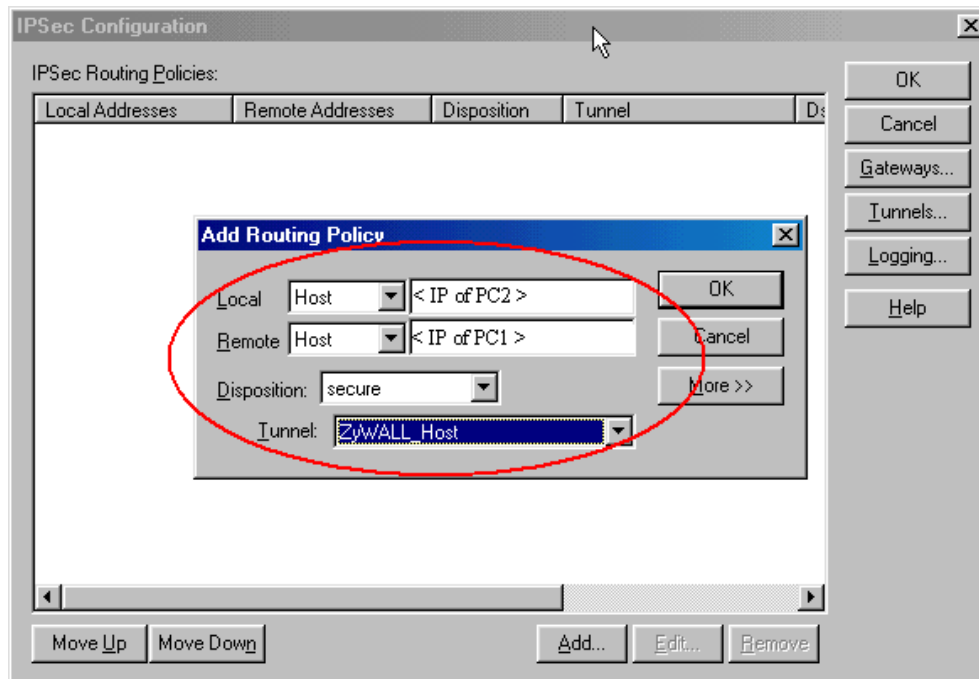 IPSec Configuration
IPSec Routing Policies:
Local Addresses Remote Addresses Disposition Tunnel
OK
Cancel
Gateways...
Tunnels...
Logging...
Help
Add Routing Policy
Local Host < IP of PC2 > OK
Remote Host < IP of PC1 > Cancel
Disposition: secure More >>
Tunnel: ZyWALL_Host
Move Up Move Down Add... Edit... Remove